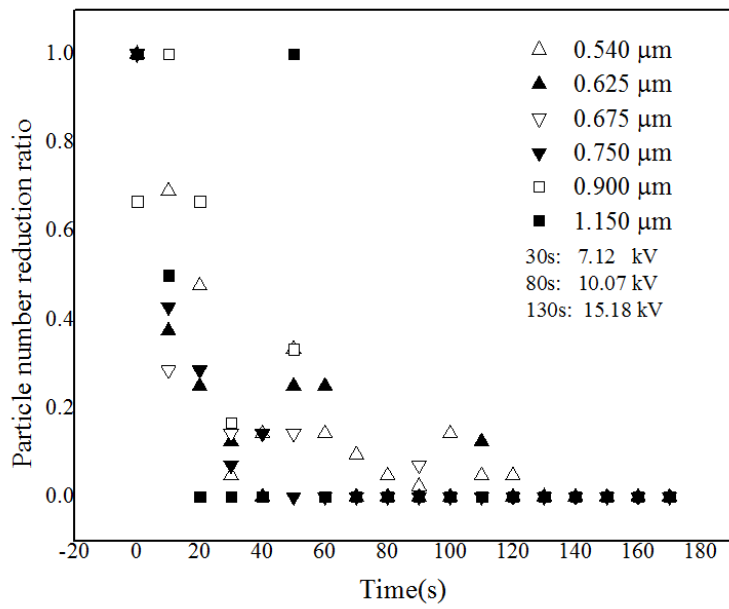 1.0
0.8
0.6
0.4
0.2
0.0
-20 0 20 40 60 80 100 120 140 160 180
Particle number reduction ratio
Time(s)
0.540 μm
0.625 μm
0.675 μm
0.750 μm
0.900 μm
1.150 μm
30s: 7.12 kV
80s: 10.07 kV
130s: 15.18 kV